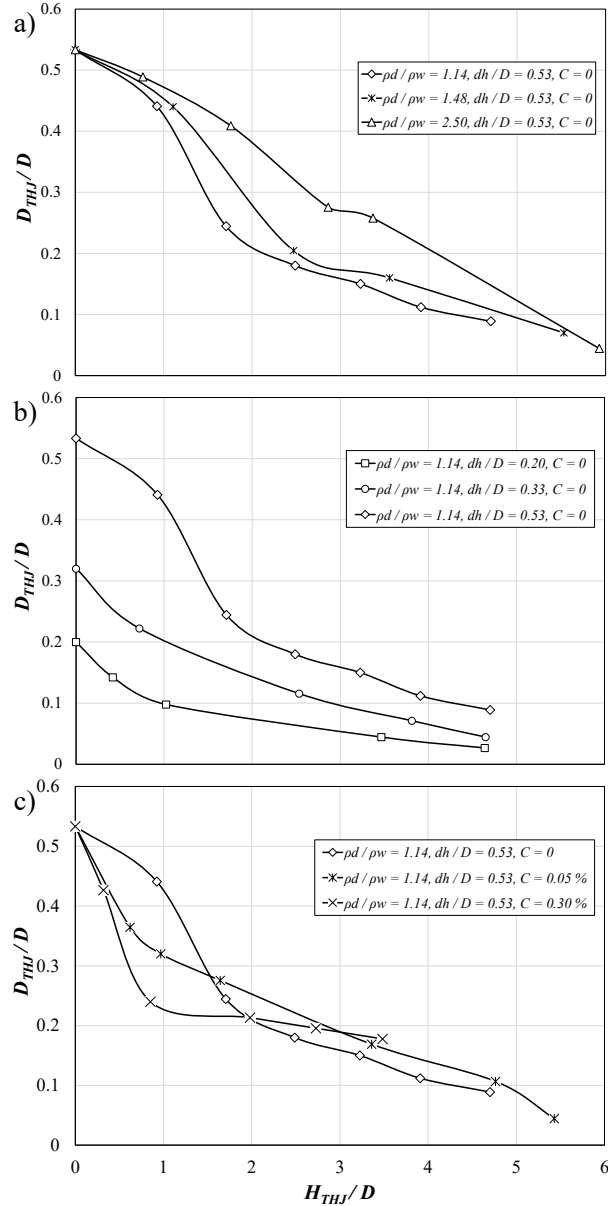 a)
0.6
0.5
0.4
0.3
0.2
0.1
0
D_THJ / D
ρd / ρw = 1.14, dh / D = 0.53, C = 0
ρd / ρw = 1.48, dh / D = 0.53, C = 0
ρd / ρw = 2.50, dh / D = 0.53, C = 0
b)
0.6
0.5
0.4
0.3
0.2
0.1
0
D_THJ / D
ρd / ρw = 1.14, dh / D = 0.20, C = 0
ρd / ρw = 1.14, dh / D = 0.33, C = 0
ρd / ρw = 1.14, dh / D = 0.53, C = 0
c)
0.6
0.5
0.4
0.3
0.2
0.1
0
D_THJ / D
ρd / ρw = 1.14, dh / D = 0.53, C = 0
ρd / ρw = 1.14, dh / D = 0.53, C = 0.05 %
ρd / ρw = 1.14, dh / D = 0.53, C = 0.30 %
0 1 2 3 4 5 6
H_THJ / D